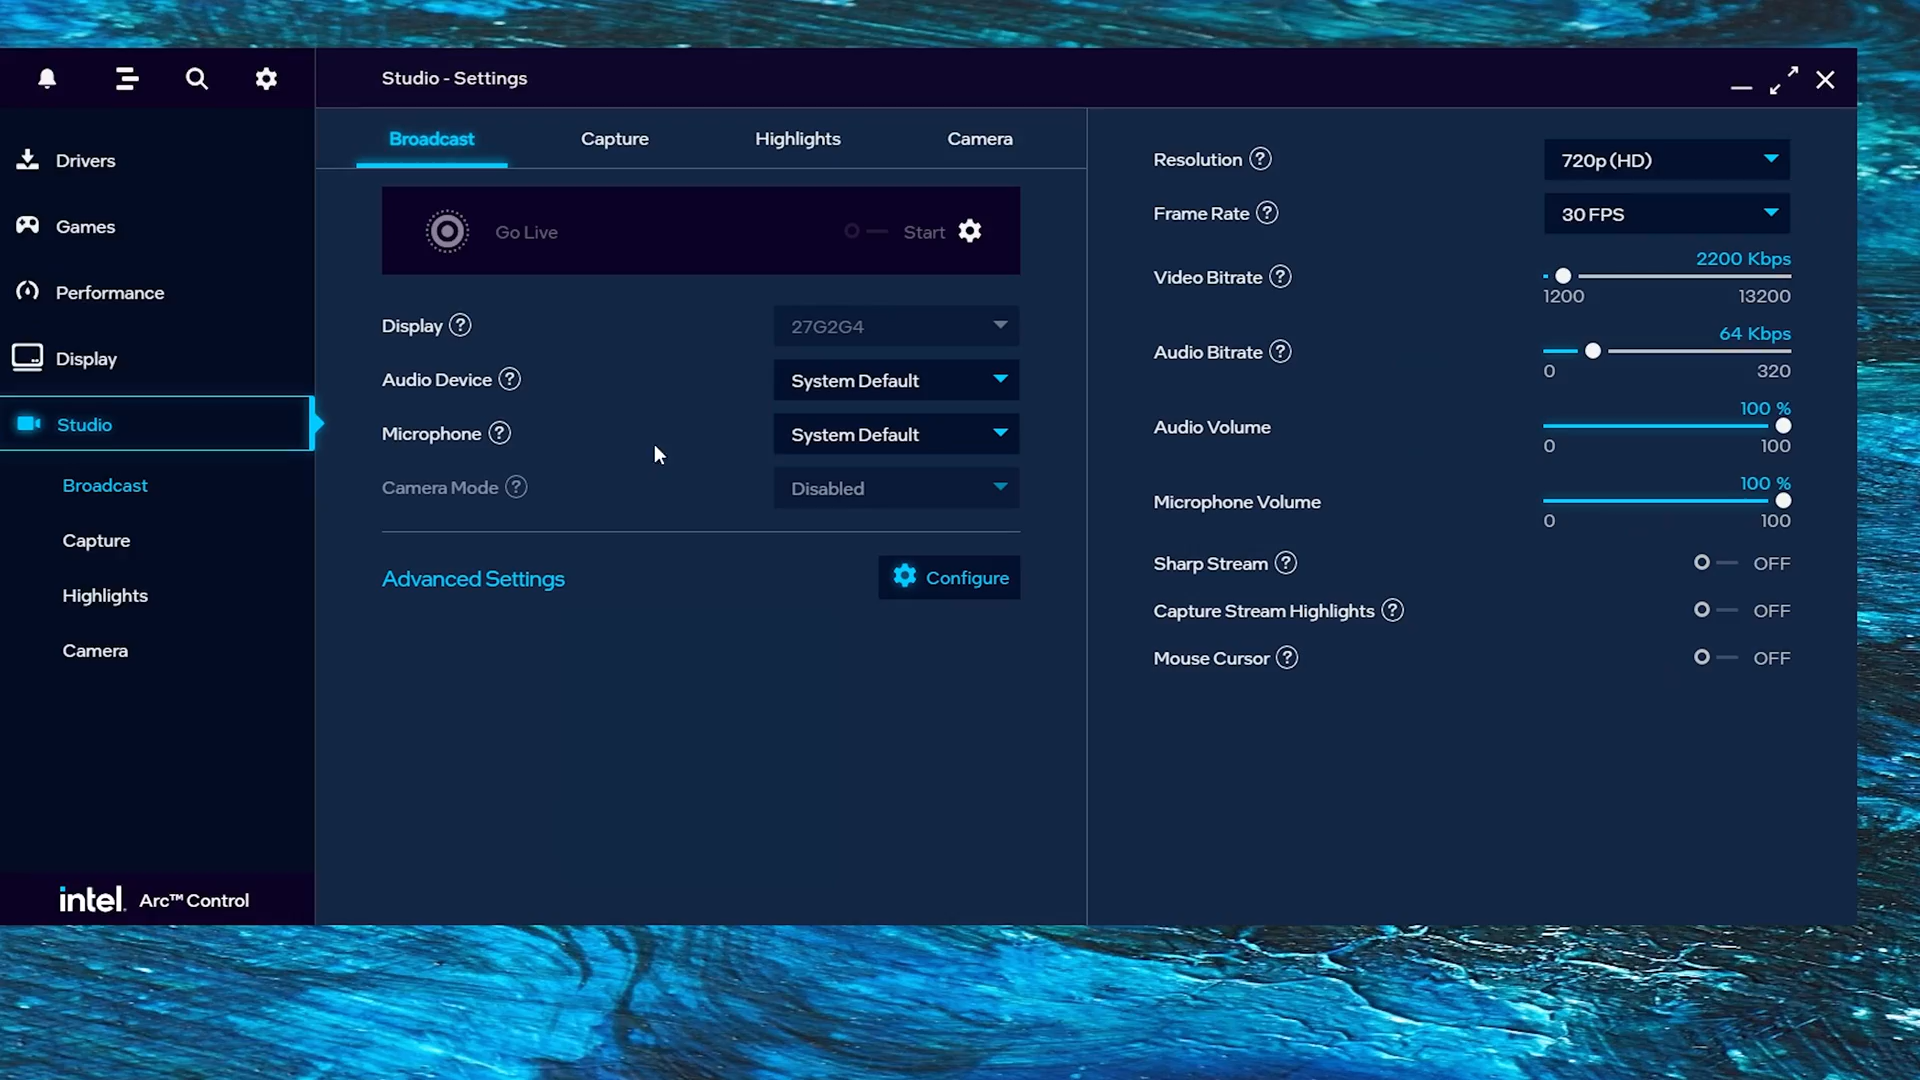 Studio - Settings
Drivers
Games
Performance
Display
Studio
Broadcast
Capture
Highlights
Camera
intel. Arc™ Control
Broadcast Capture Highlights Camera
Go Live Start
Display ? 27G2G4
Audio Device ? System Default
Microphone ? System Default
Camera Mode ? Disabled
Advanced Settings Configure
Resolution ? 720p (HD)
Frame Rate ? 30 FPS
2200 Kbps
Video Bitrate ?
1200 13200
64 Kbps
Audio Bitrate ?
0 320
100 %
Audio Volume
0 100
100 %
Microphone Volume
0 100
Sharp Stream ? OFF
Capture Stream Highlights ? OFF
Mouse Cursor ? OFF